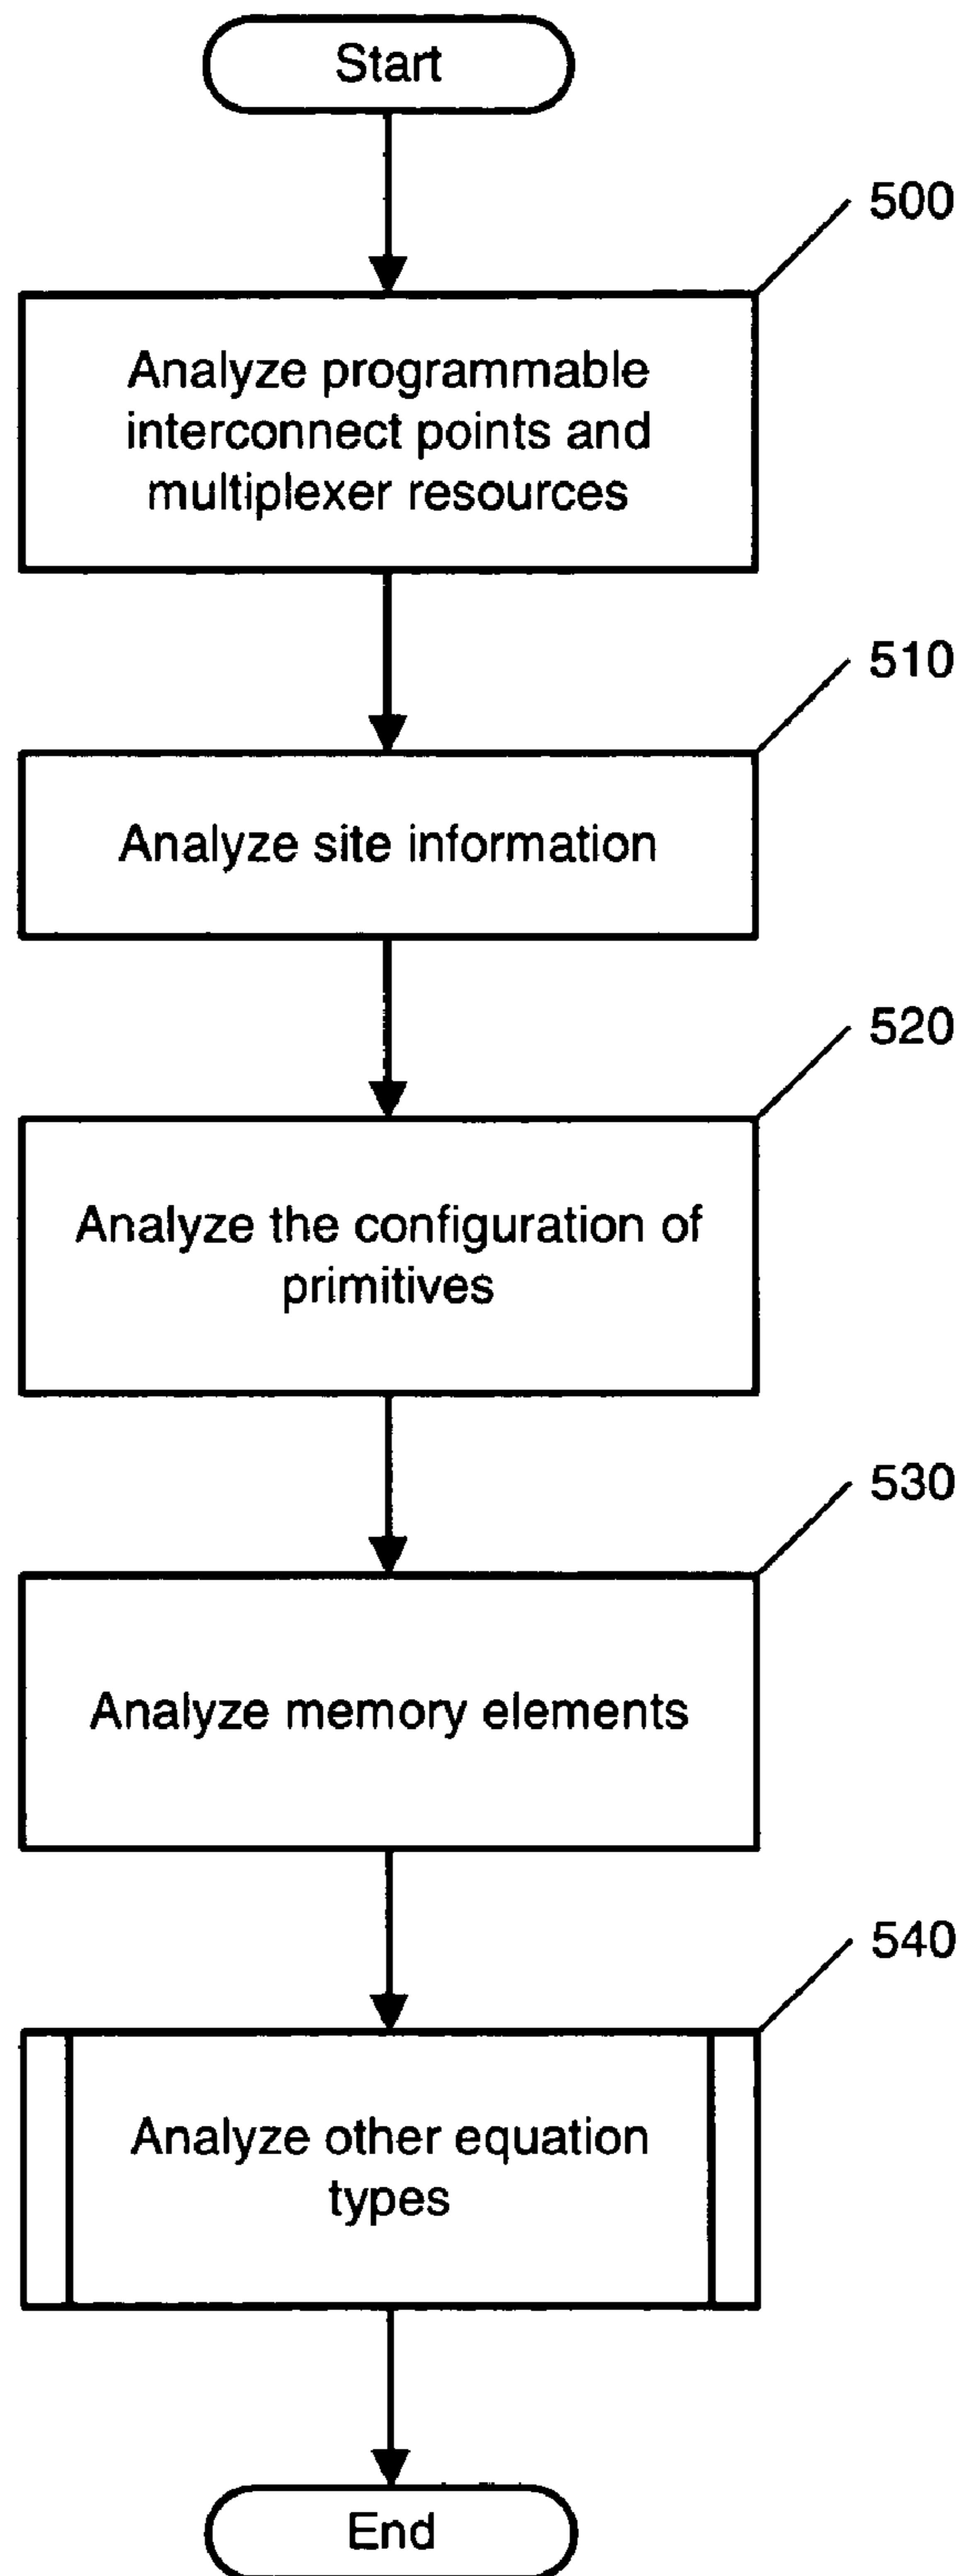 Start
500
Analyze programmable
interconnect points and
multiplexer resources
510
Analyze site information
520
Analyze the configuration of
primitives
530
Analyze memory elements
540
Analyze other equation
types
End